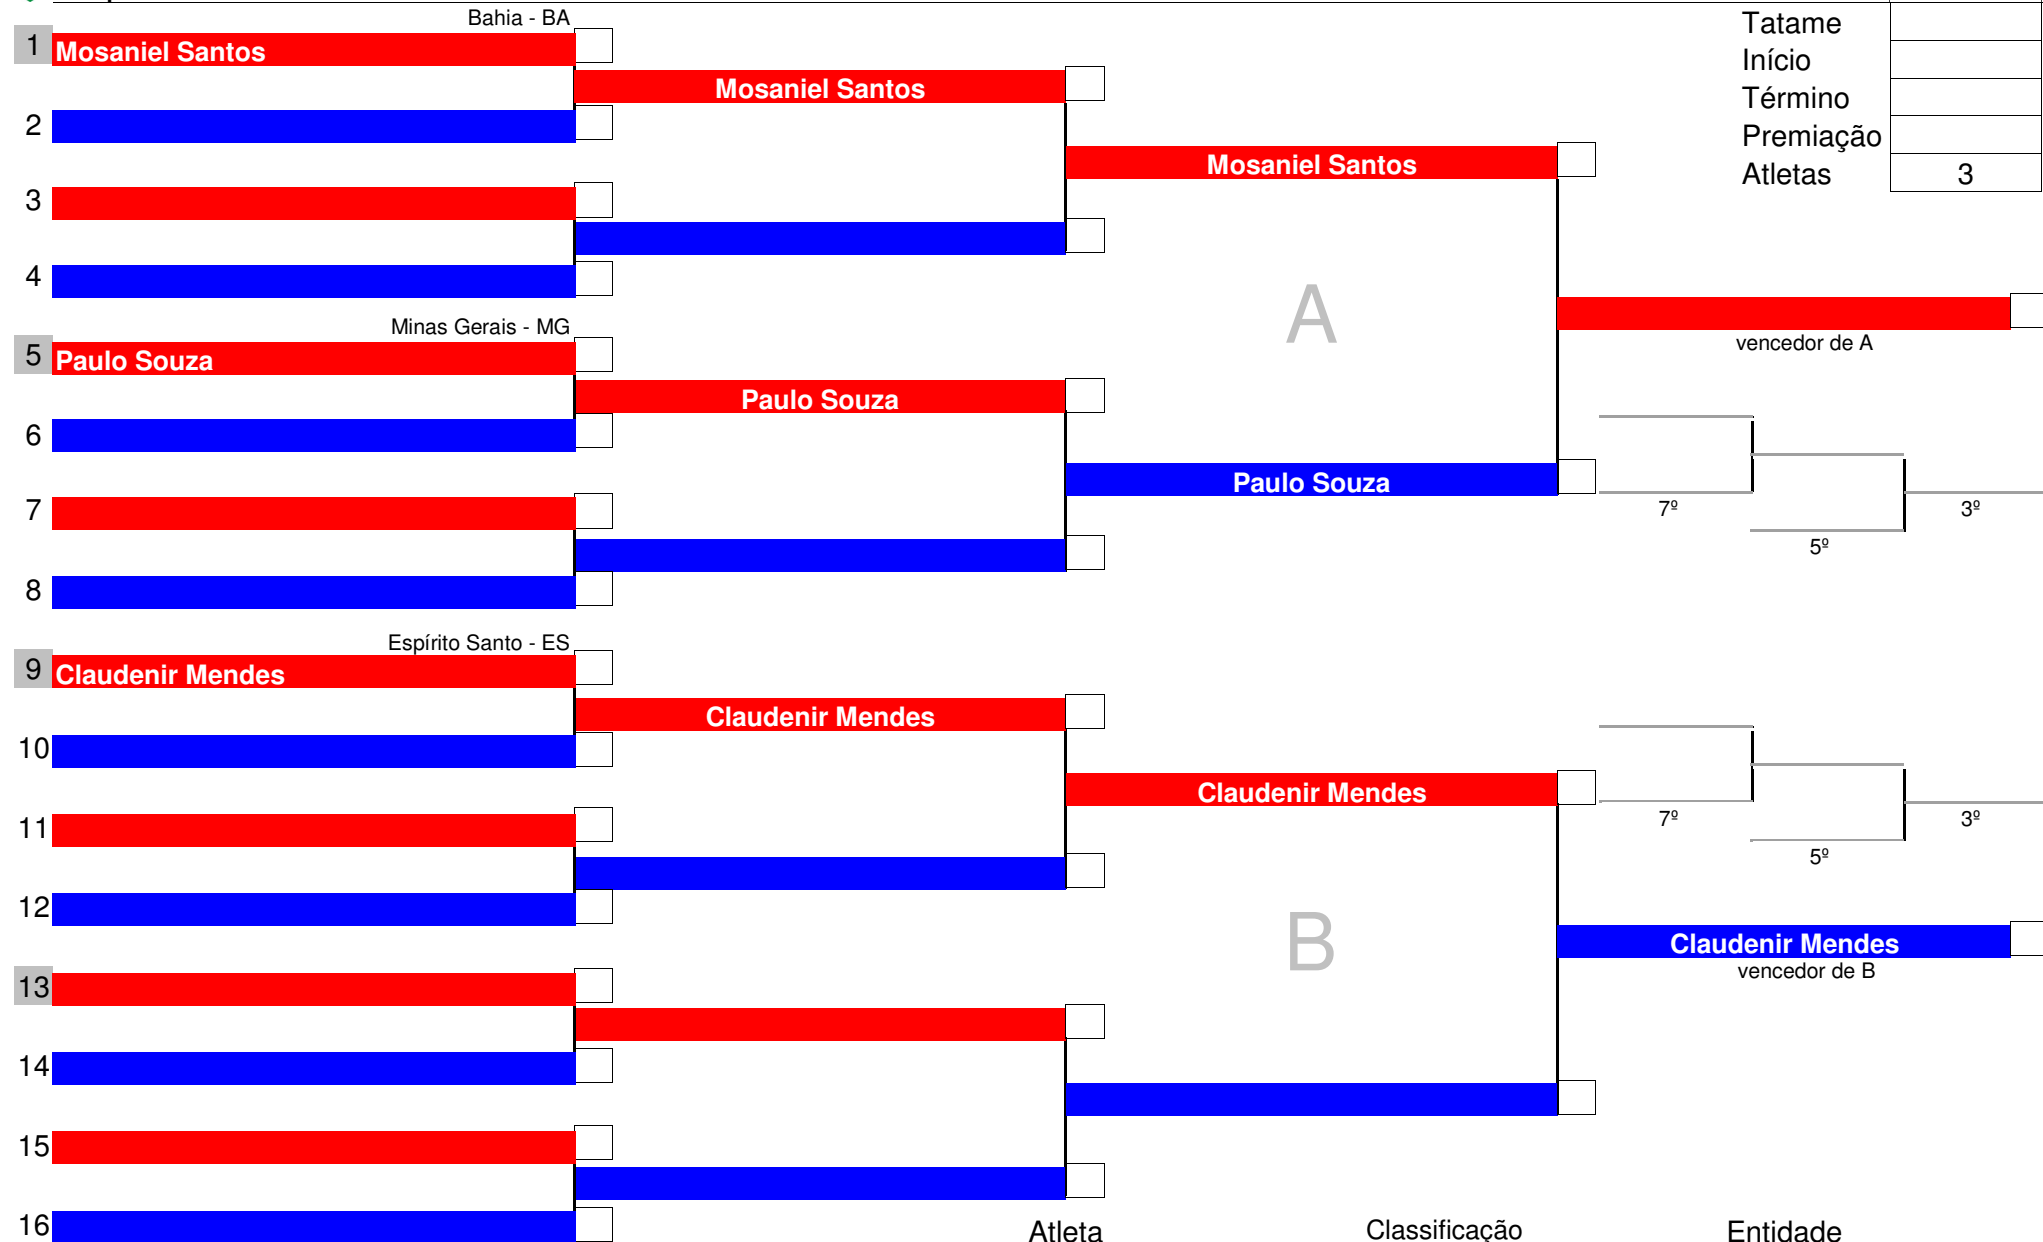 Bahia - BA
Tatame
1 Mosaniel Santos
Início
Mosaniel Santos
Término
2
Premiação
Mosaniel Santos
Atletas 3
3
4
A
Minas Gerais - MG
vencedor de A
5 Paulo Souza
Paulo Souza
6
Paulo Souza
7
7º 3º
5º
8
Espírito Santo - ES
9 Claudenir Mendes
Claudenir Mendes
10
Claudenir Mendes
11
7º 3º
5º
12
B
Claudenir Mendes
vencedor de B
13
14
15
16
Atleta Classificação Entidade